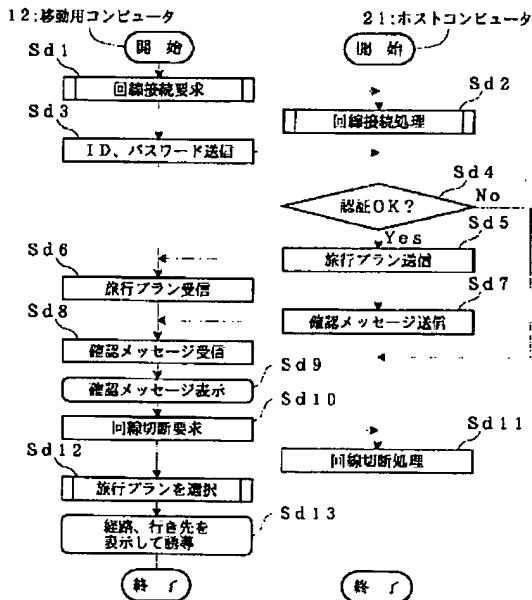 12:移動用コンピュータ
21:ホストコンピュータ
開 始
開 始
Sd1
回線接続要求
Sd2
回線接続処理
Sd3
ID、パスワード送信
Sd4
認証OK?
No
Yes
Sd5
旅行プラン送信
Sd6
旅行プラン受信
Sd7
確認メッセージ送信
Sd8
確認メッセージ受信
確認メッセージ表示
Sd9
回線切断要求
Sd10
Sd11
回線切断処理
Sd12
旅行プランを選択
経路、行き先を
表示して誘導
Sd13
終 了
終 了